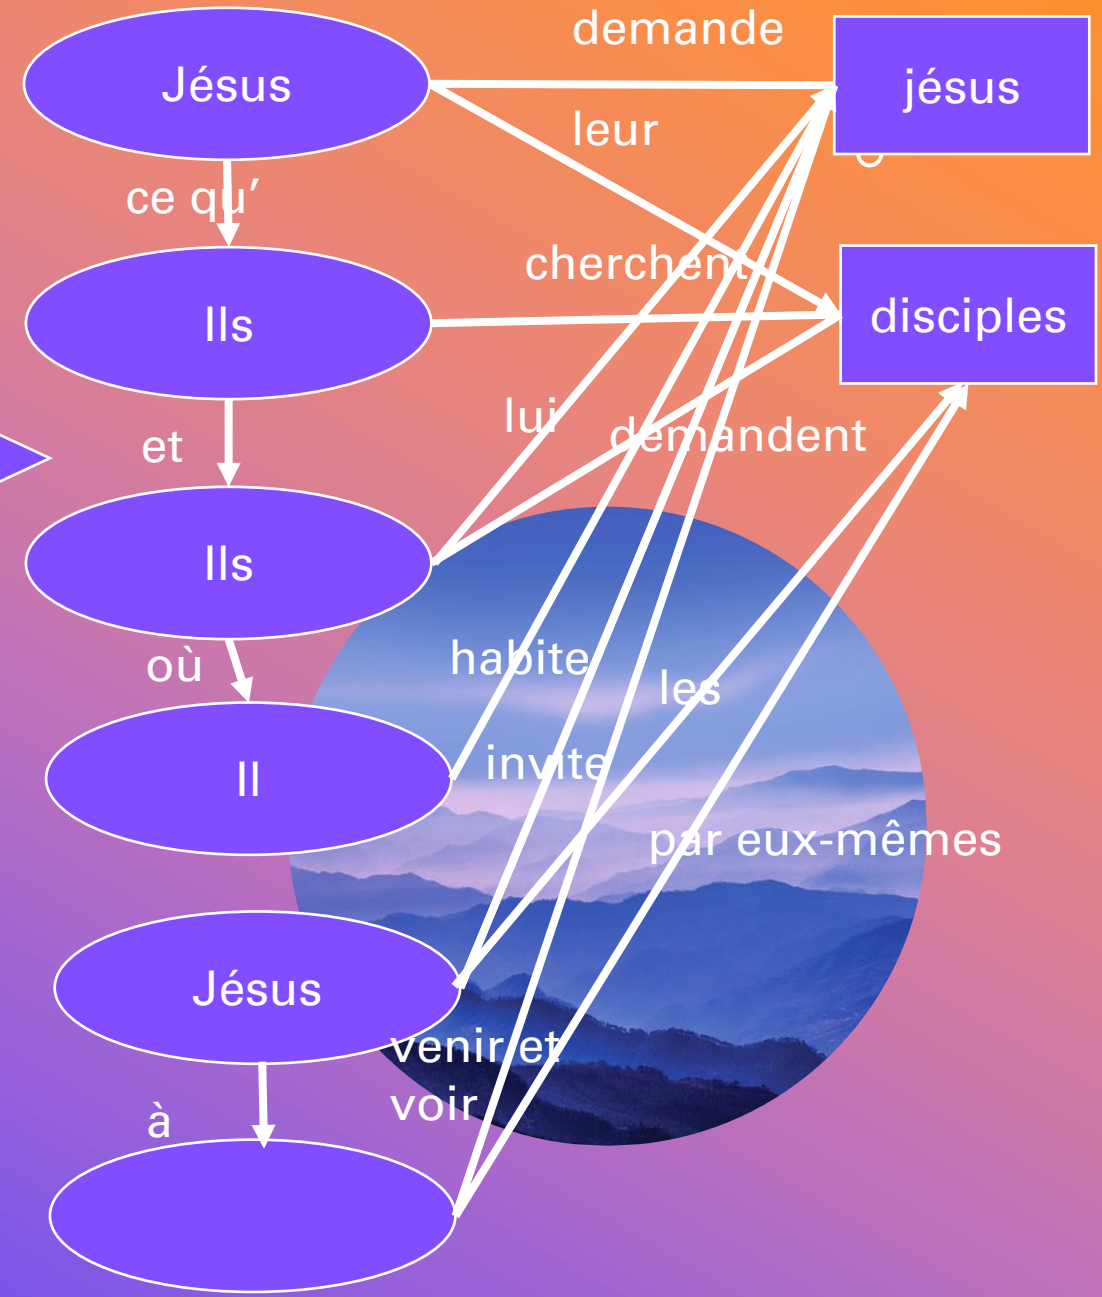 demande
Jésus
jésus
leur
ce qu’
cherchent
Ils
disciples
lui
demandent
et
Ils
où
habite
les
Il
invite
par eux-mêmes
Jésus
venir et
voir
à